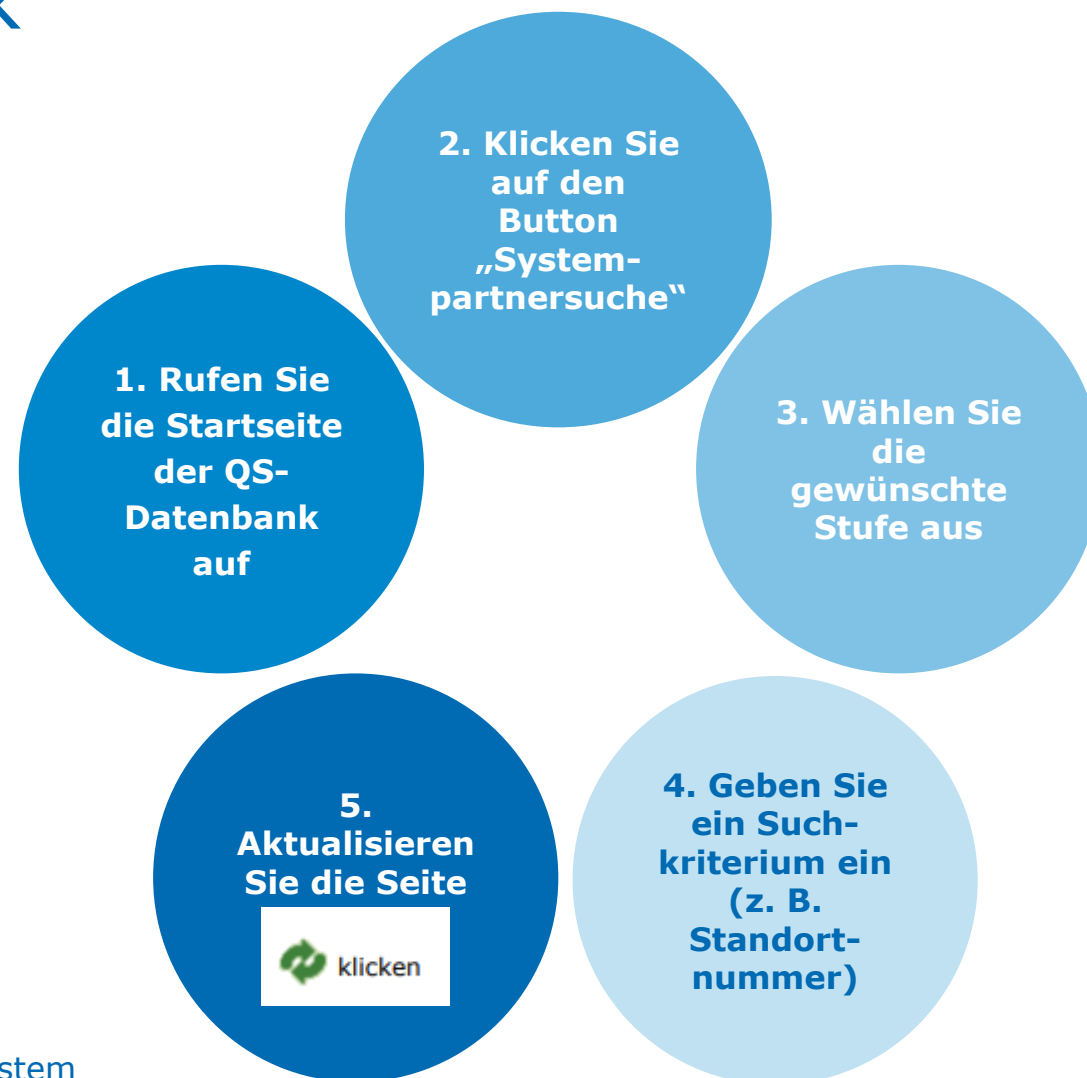 1. Rufen Sie
die Startseite
der QS-
Datenbank
auf
2. Klicken Sie
auf den
Button
„System-
partnersuche“
3. Wählen Sie
die
gewünschte
Stufe aus
4. Geben Sie
ein Such-
kriterium ein
(z. B.
Standort-
nummer)
5.
Aktualisieren
Sie die Seite
klicken